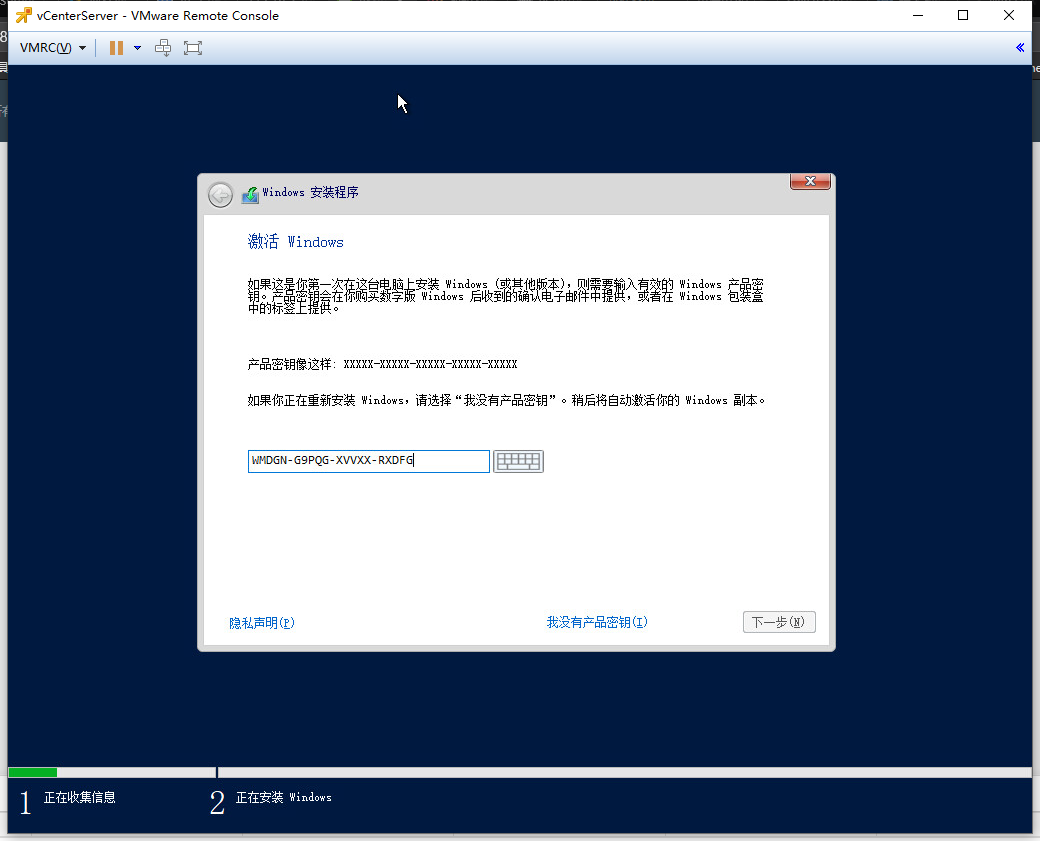 vCenterServer - VMware Remote Console
VMRC(V)
Windows 安装程序
激活 Windows
如果这是你第一次在这台电脑上安装 Windows (或其他版本)，则需要输入有效的 Windows 产品密
钥。产品密钥会在你购买数字版 Windows 后收到的确认电子邮件中提供，或者在 Windows 包装盒
中的标签上提供。
产品密钥像这样: XXXXX-XXXXX-XXXXX-XXXXX-XXXXX
如果你正在重新安装 Windows，请选择“我没有产品密钥”。稍后将自动激活你的 Windows 副本。
WMDGN-G9PQG-XVVXX-RXDFG
隐私声明(P)
我没有产品密钥(I)
下一步(N)
1 正在收集信息
2 正在安装 Windows